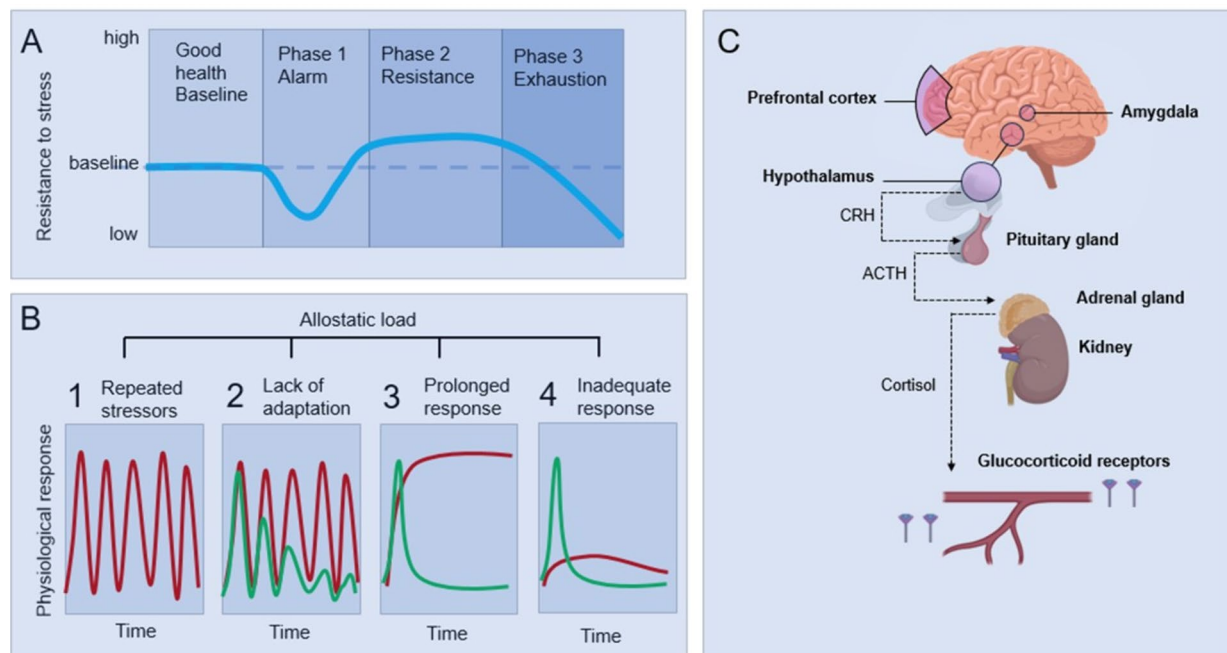 A
high
baseline
low
Resistance to stress
Good
health
Baseline
Phase 1
Alarm
Phase 2
Resistance
Phase 3
Exhaustion
B
Allostatic load
1
Repeated
stressors
2
Lack of
adaptation
3
Prolonged
response
4
Inadequate
response
Physiological response
Time
Time
Time
Time
C
Prefrontal cortex
Amygdala
Hypothalamus
CRH
Pituitary gland
ACTH
Adrenal gland
Kidney
Cortisol
Glucocorticoid receptors